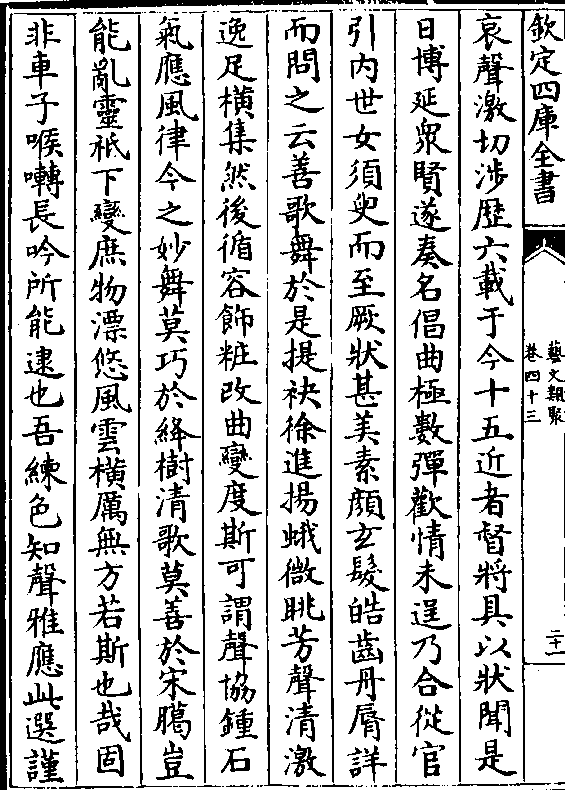 欽定四庫全書
藝文類聚
卷四十三
二十一
哀聲激切涉歴六載于今十五近者督將具以狀聞是
日博延衆賢遂奏名倡曲極數彈歡情未逞乃合從官
引内世女須臾而至厥狀甚美素顔玄髮皓齒丹脣詳
而問之云善歌舞於是提袂徐進揚蛾微眺芳聲清激
逸足横集然後循容飾粧改曲變度斯可謂聲協鍾石
氣應風律今之妙舞莫巧於絳樹清歌莫善於宋臈豈
能亂靈祇下變庶物漂悠風雲横厲無方若斯也哉固
非車子喉囀長吟所能逮也吾練色知聲雅應此選謹